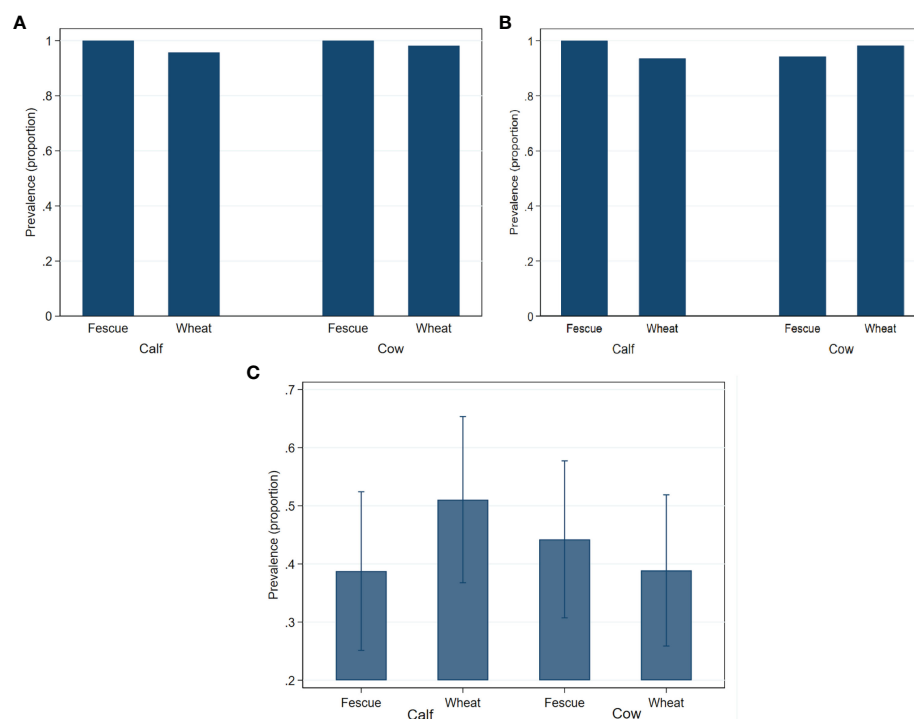 A
Prevalence (proportion)
1
.8
.6
.4
.2
0
Fescue Wheat Fescue Wheat
Calf Cow
B
Prevalence (proportion)
1
.8
.6
.4
.2
0
Fescue Wheat Fescue Wheat
Calf Cow
C
Prevalence (proportion)
.7
.6
.5
.4
.3
.2
Fescue Wheat Fescue Wheat
Calf Cow